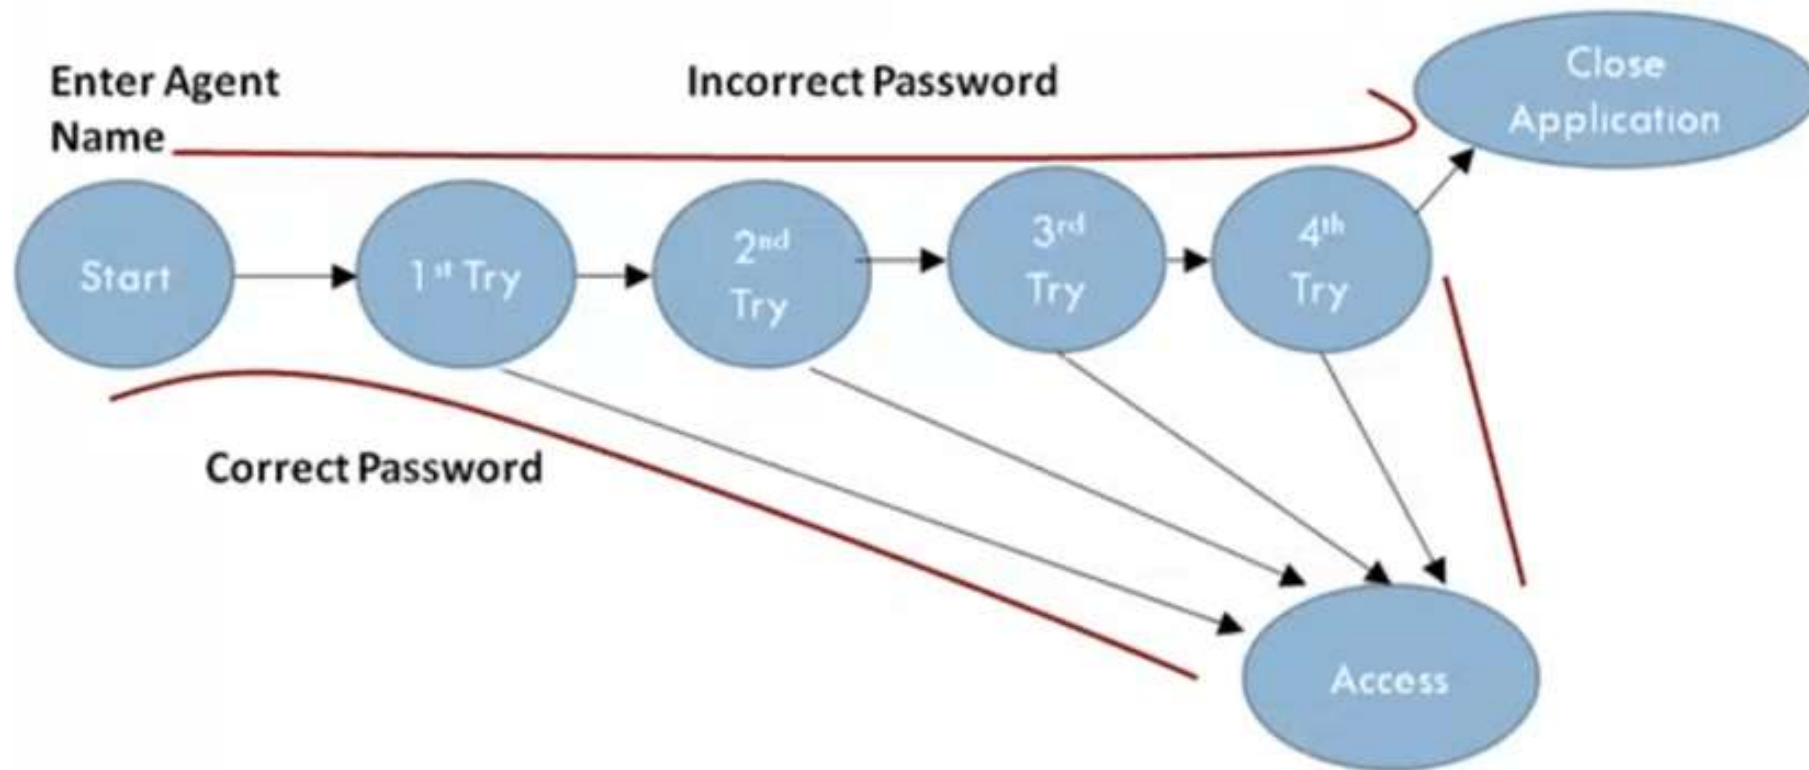 Enter Agent
Name
Incorrect Password
Close
Application
Start
1st Try
2nd
Try
3rd
Try
4th
Try
Correct Password
Access